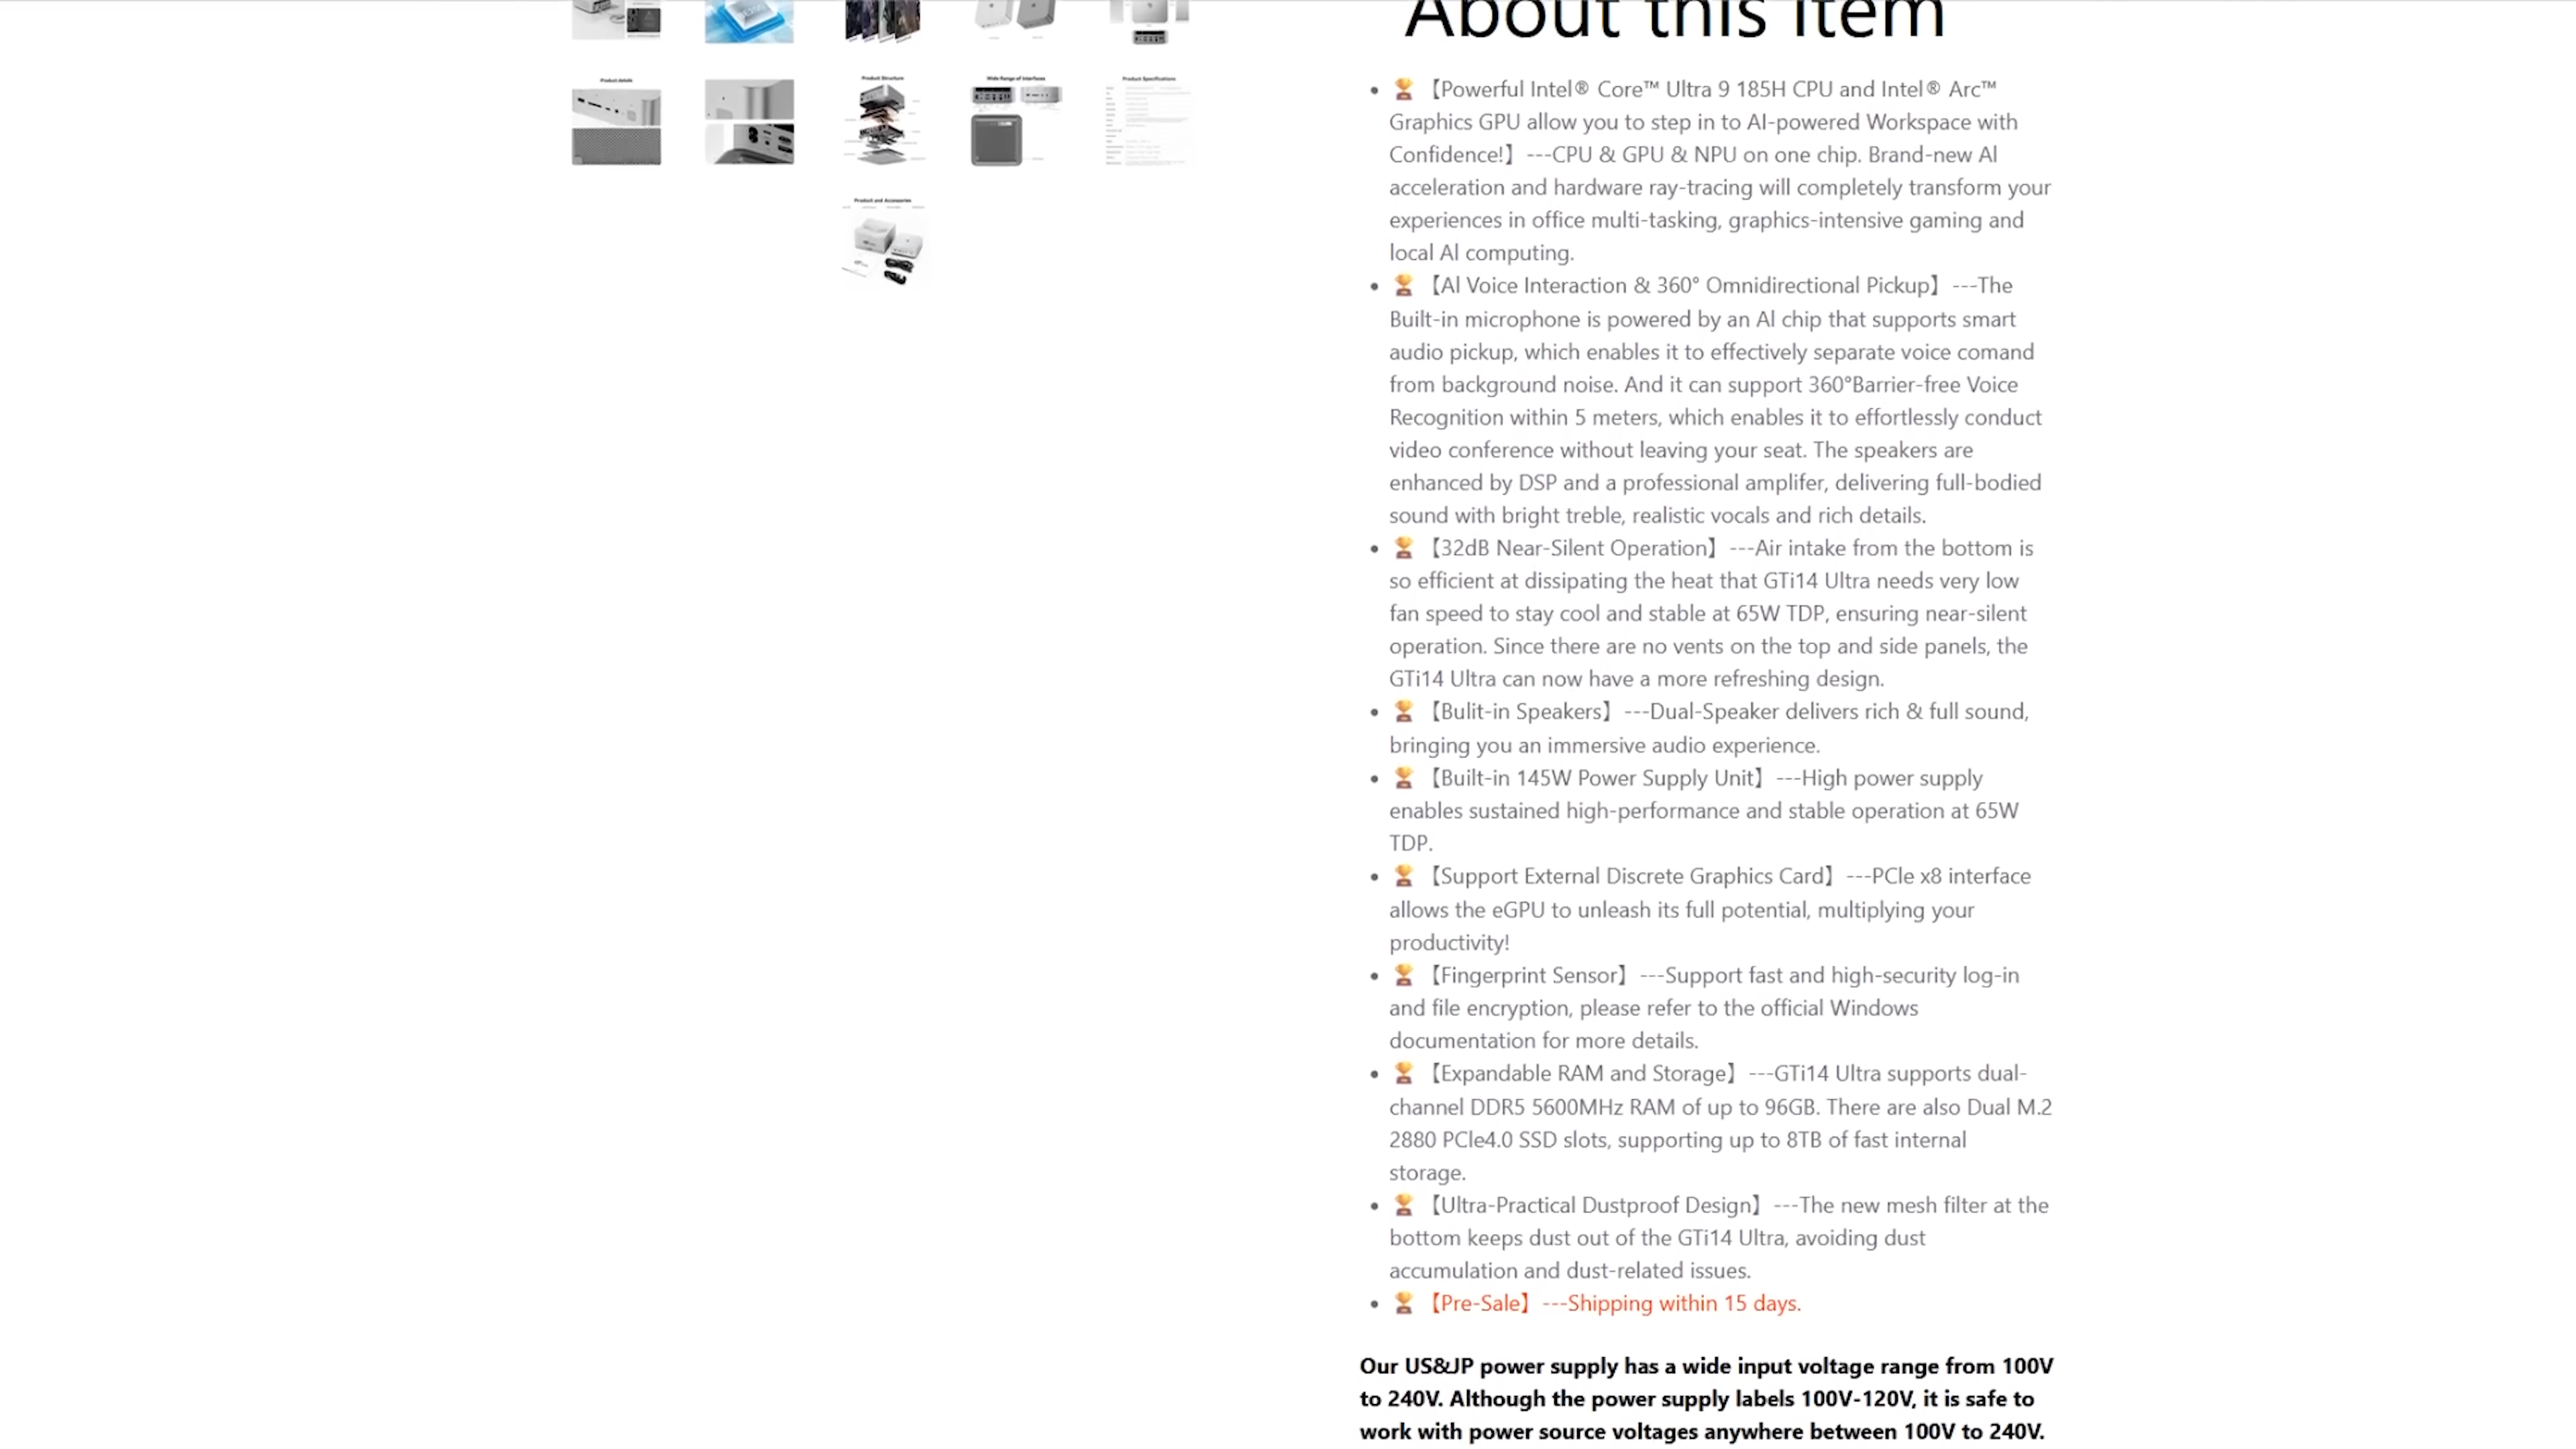 About this item
Product details
Product Structure
Wide Range of Interfaces
Product Specifications
Product and Accessories
🏆【Powerful Intel® Core™ Ultra 9 185H CPU and Intel® Arc™
Graphics GPU allow you to step in to AI-powered Workspace with
Confidence!】---CPU & GPU & NPU on one chip. Brand-new Al
acceleration and hardware ray-tracing will completely transform your
experiences in office multi-tasking, graphics-intensive gaming and
local Al computing.
🏆【Al Voice Interaction & 360° Omnidirectional Pickup】---The
Built-in microphone is powered by an Al chip that supports smart
audio pickup, which enables it to effectively separate voice comand
from background noise. And it can support 360°Barrier-free Voice
Recognition within 5 meters, which enables it to effortlessly conduct
video conference without leaving your seat. The speakers are
enhanced by DSP and a professional amplifer, delivering full-bodied
sound with bright treble, realistic vocals and rich details.
🏆【32dB Near-Silent Operation】---Air intake from the bottom is
so efficient at dissipating the heat that GTi14 Ultra needs very low
fan speed to stay cool and stable at 65W TDP, ensuring near-silent
operation. Since there are no vents on the top and side panels, the
GTi14 Ultra can now have a more refreshing design.
🏆【Bulit-in Speakers】---Dual-Speaker delivers rich & full sound,
bringing you an immersive audio experience.
🏆【Built-in 145W Power Supply Unit】---High power supply
enables sustained high-performance and stable operation at 65W
TDP.
🏆【Support External Discrete Graphics Card】---PCle x8 interface
allows the eGPU to unleash its full potential, multiplying your
productivity!
🏆【Fingerprint Sensor】---Support fast and high-security log-in
and file encryption, please refer to the official Windows
documentation for more details.
🏆【Expandable RAM and Storage】---GTi14 Ultra supports dual-
channel DDR5 5600MHz RAM of up to 96GB. There are also Dual M.2
2880 PCle4.0 SSD slots, supporting up to 8TB of fast internal
storage.
🏆【Ultra-Practical Dustproof Design】---The new mesh filter at the
bottom keeps dust out of the GTi14 Ultra, avoiding dust
accumulation and dust-related issues.
🏆【Pre-Sale】---Shipping within 15 days.
Our US&JP power supply has a wide input voltage range from 100V
to 240V. Although the power supply labels 100V-120V, it is safe to
work with power source voltages anywhere between 100V to 240V.